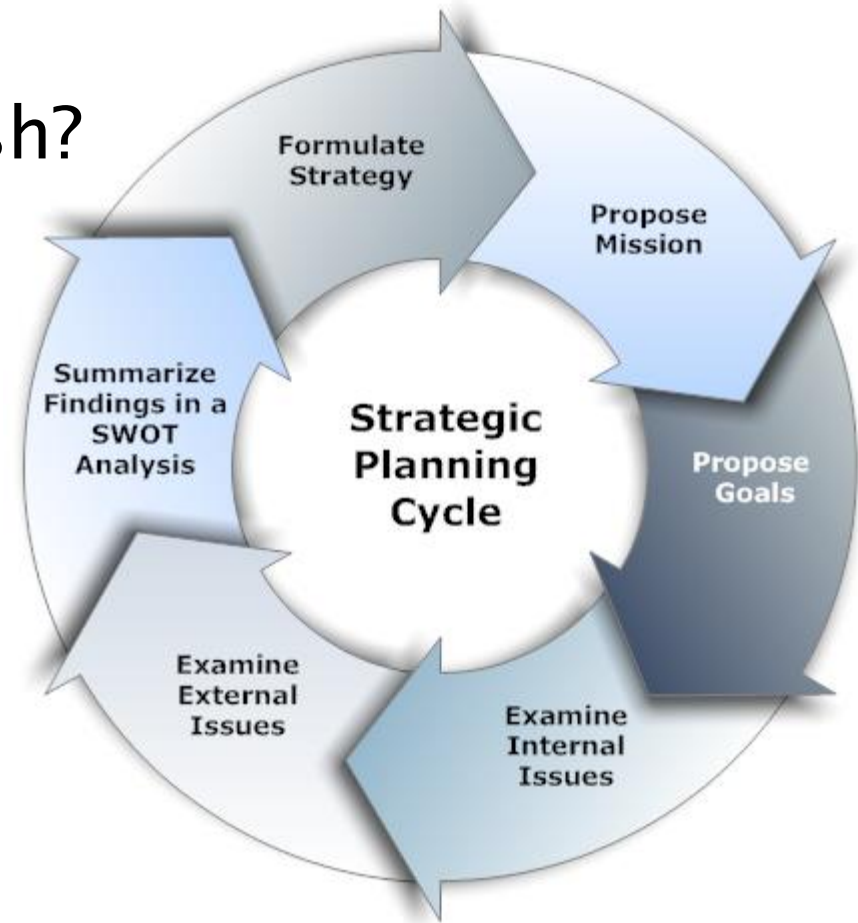 sh?
Formulate
Strategy
Propose
Mission
Propose
Goals
Examine
Internal
Issues
Examine
External
Issues
Summarize
Findings in a
SWOT
Analysis
Strategic
Planning
Cycle